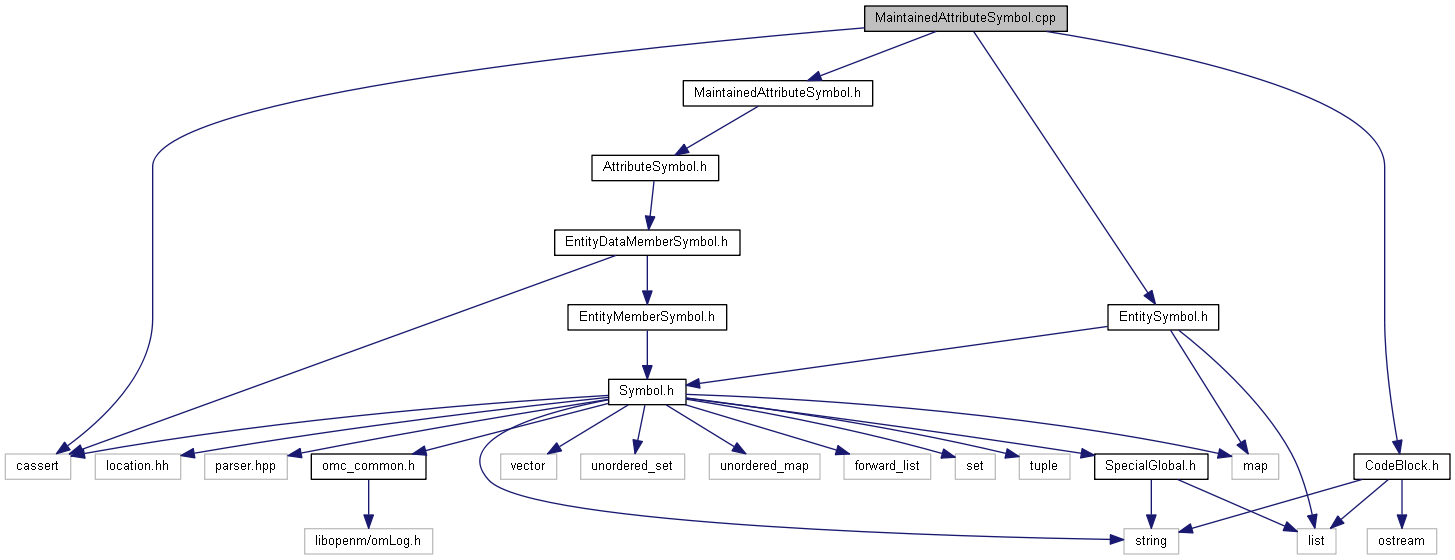 MaintainedAttributeSymbol.cpp
MaintainedAttributeSymbol.h
AttributeSymbol.h
EntityDataMemberSymbol.h
EntityMemberSymbol.h
EntitySymbol.h
Symbol.h
cassert
location.hh
parser.hpp
omc_common.h
vector
unordered_set
unordered_map
forward_list
set
tuple
SpecialGlobal.h
map
CodeBlock.h
libopenm/omLog.h
string
list
ostream